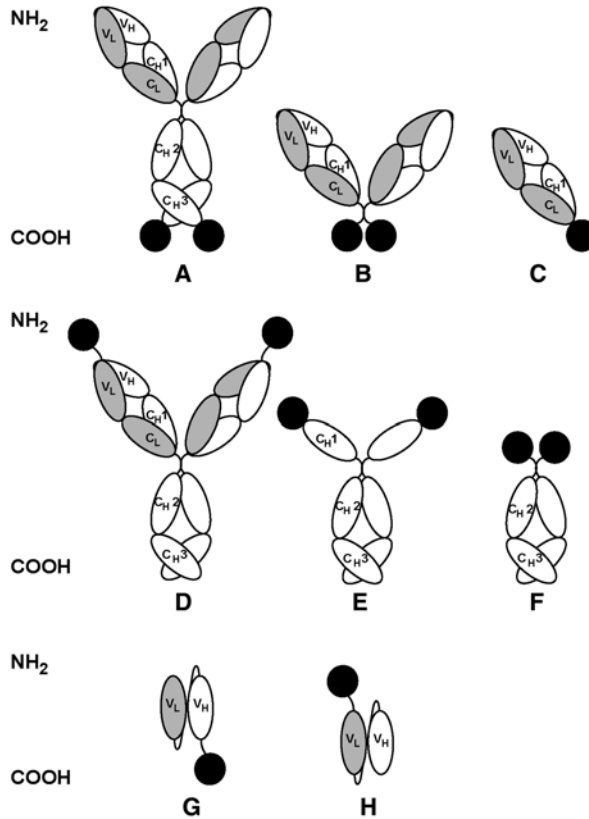 NH2
VL VH VH
CH1
CL
CH2
CH3
COOH
A
VL VH
CH1
CL
B
VL VH
CH1
CL
C
NH2
VL VH
CH1
CL
CH2
CH3
COOH
D
CH1
CH2
CH3
E
CH2
CH3
F
NH2
VL VH
COOH
G
VL VH
H